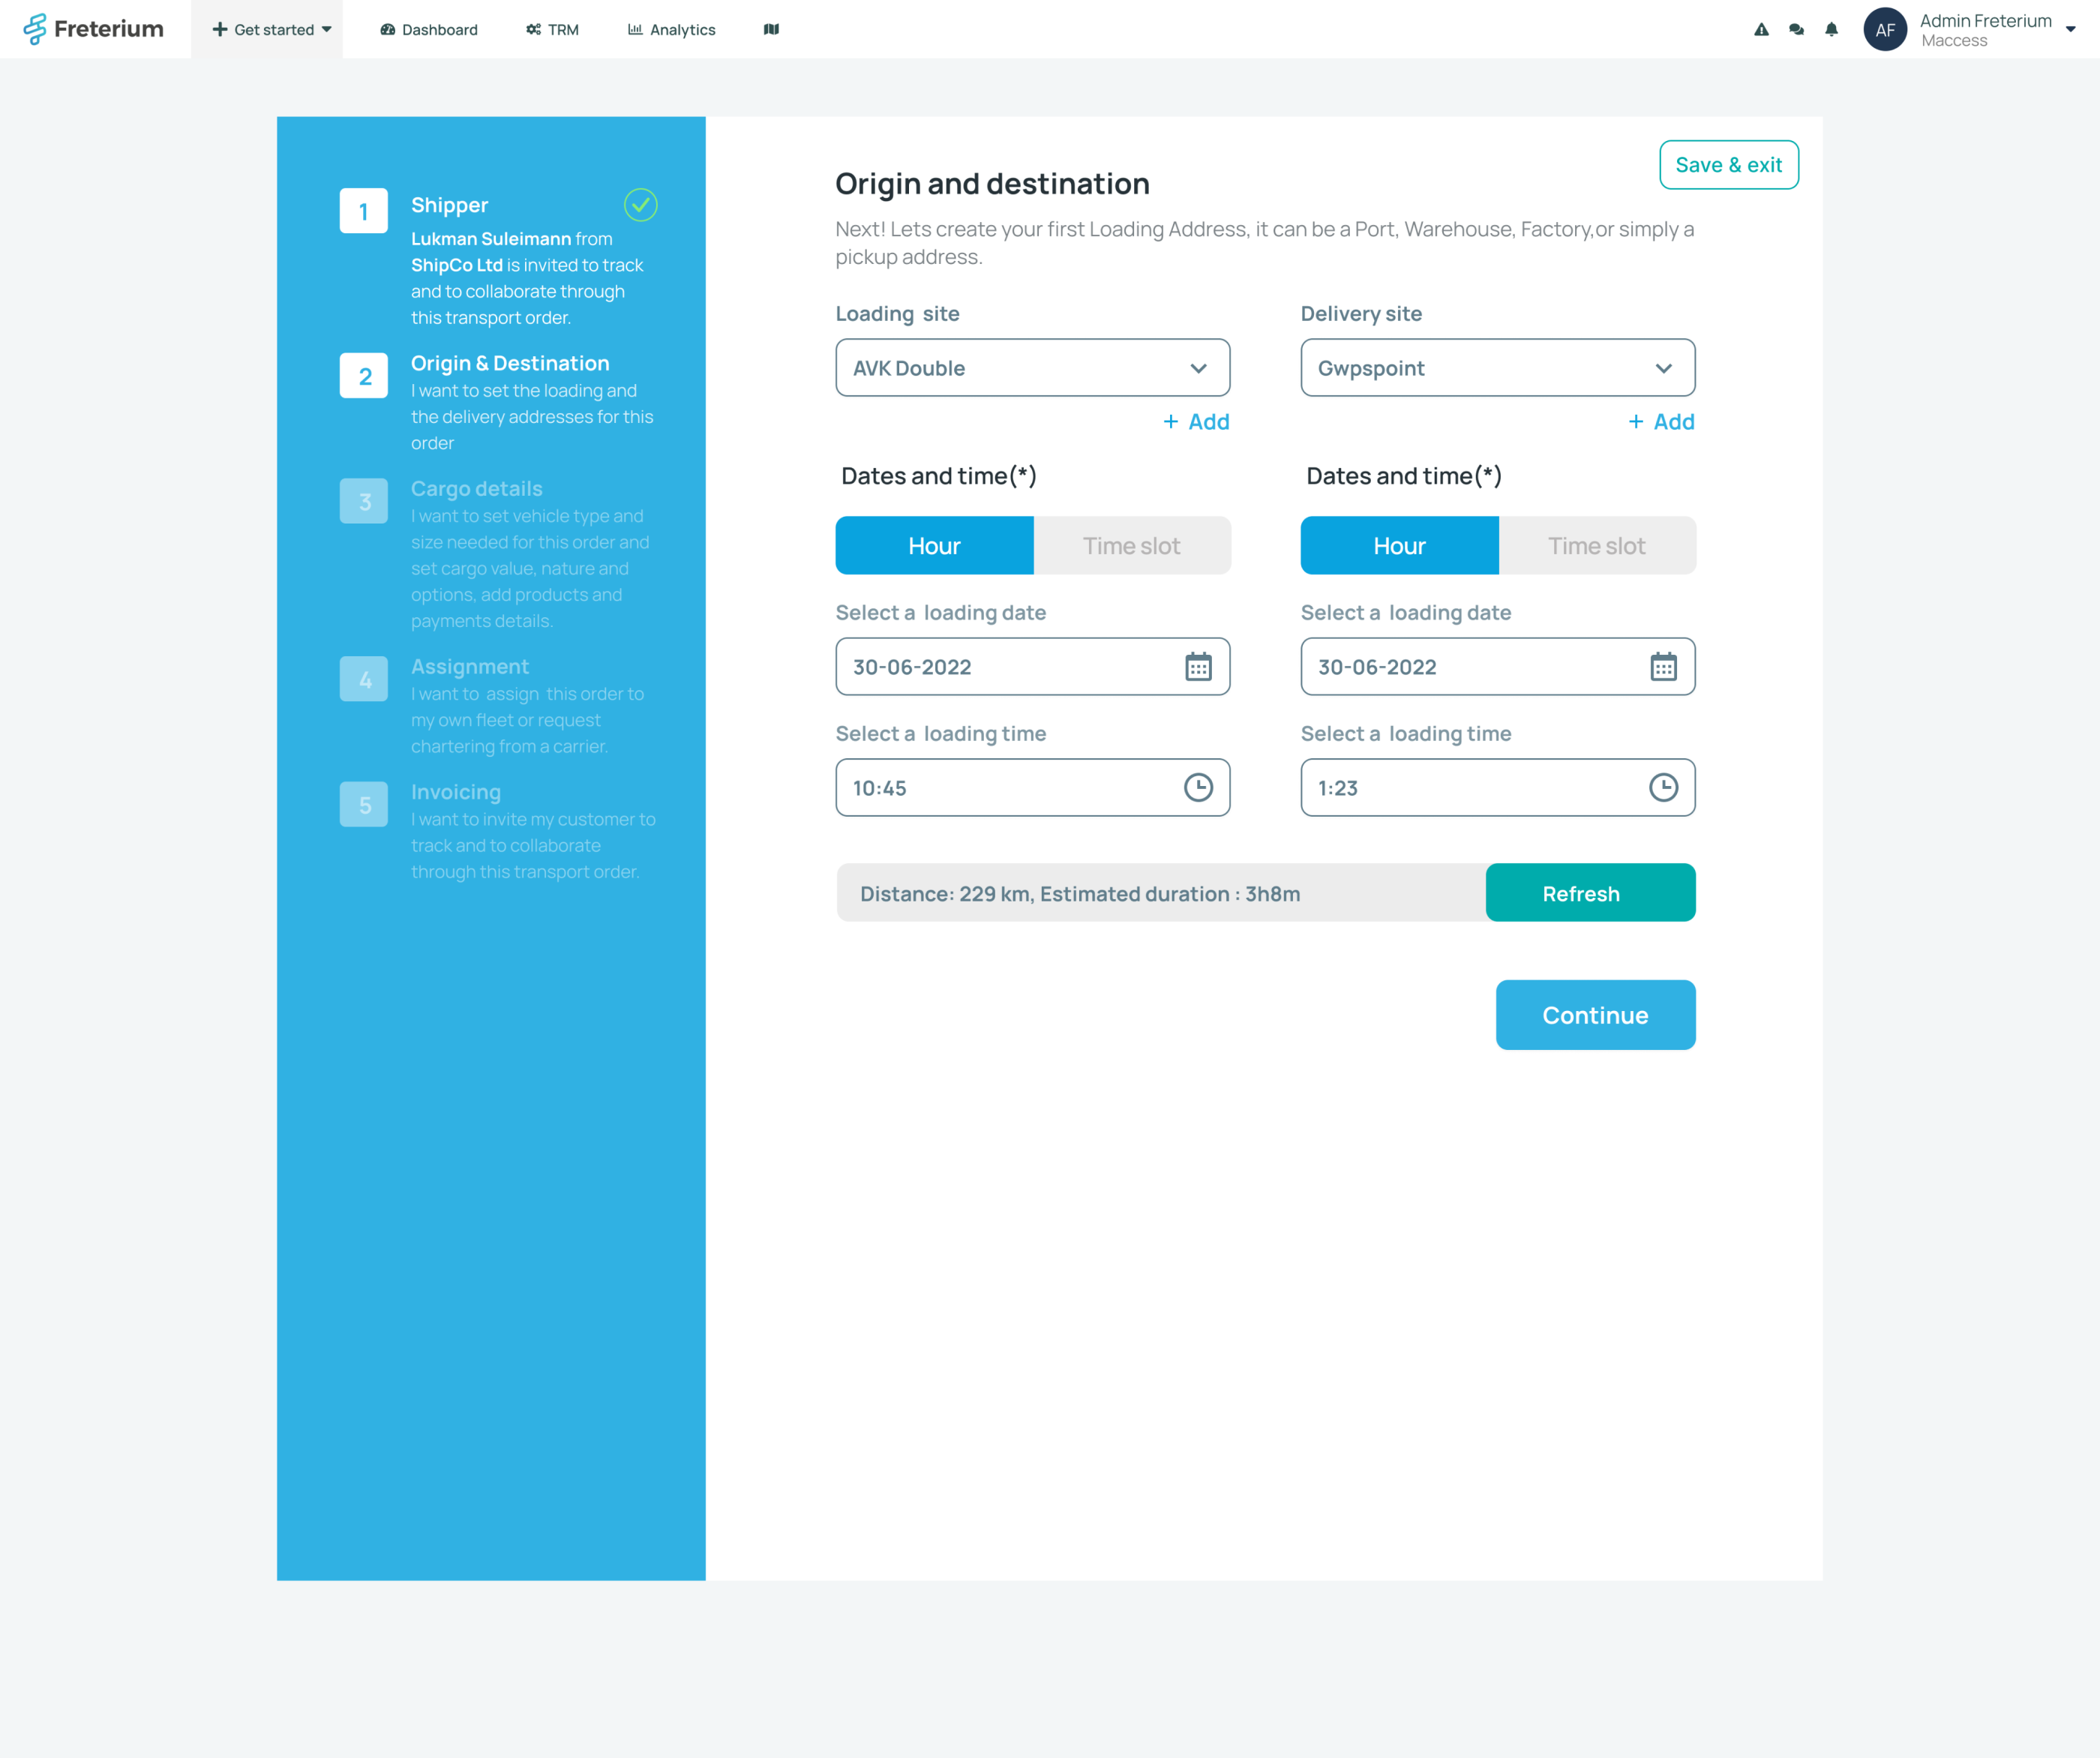 Freterium
Get started
Dashboard
TRM
Analytics
AF
Admin Freterium
Maccess
1
Shipper
Lukman Suleimann from
ShipCo Ltd is invited to track
and to collaborate through
this transport order.
2
Origin & Destination
I want to set the loading and
the delivery addresses for this
order
3
Cargo details
I want to set vehicle type and
size needed for this order and
set cargo value, nature and
options, add products and
payments details.
4
Assignment
I want to assign this order to
my own fleet or request
chartering from a carrier.
5
Invoicing
I want to invite my customer to
track and to collaborate
through this transport order.
Save & exit
Origin and destination
Next! Lets create your first Loading Address, it can be a Port, Warehouse, Factory,or simply a
pickup address.
Loading site
AVK Double
+ Add
Dates and time(*)
Hour
Time slot
Select a loading date
30-06-2022
Select a loading time
10:45
Delivery site
Gwpspoint
+ Add
Dates and time(*)
Hour
Time slot
Select a loading date
30-06-2022
Select a loading time
1:23
Distance: 229 km, Estimated duration : 3h8m
Refresh
Continue